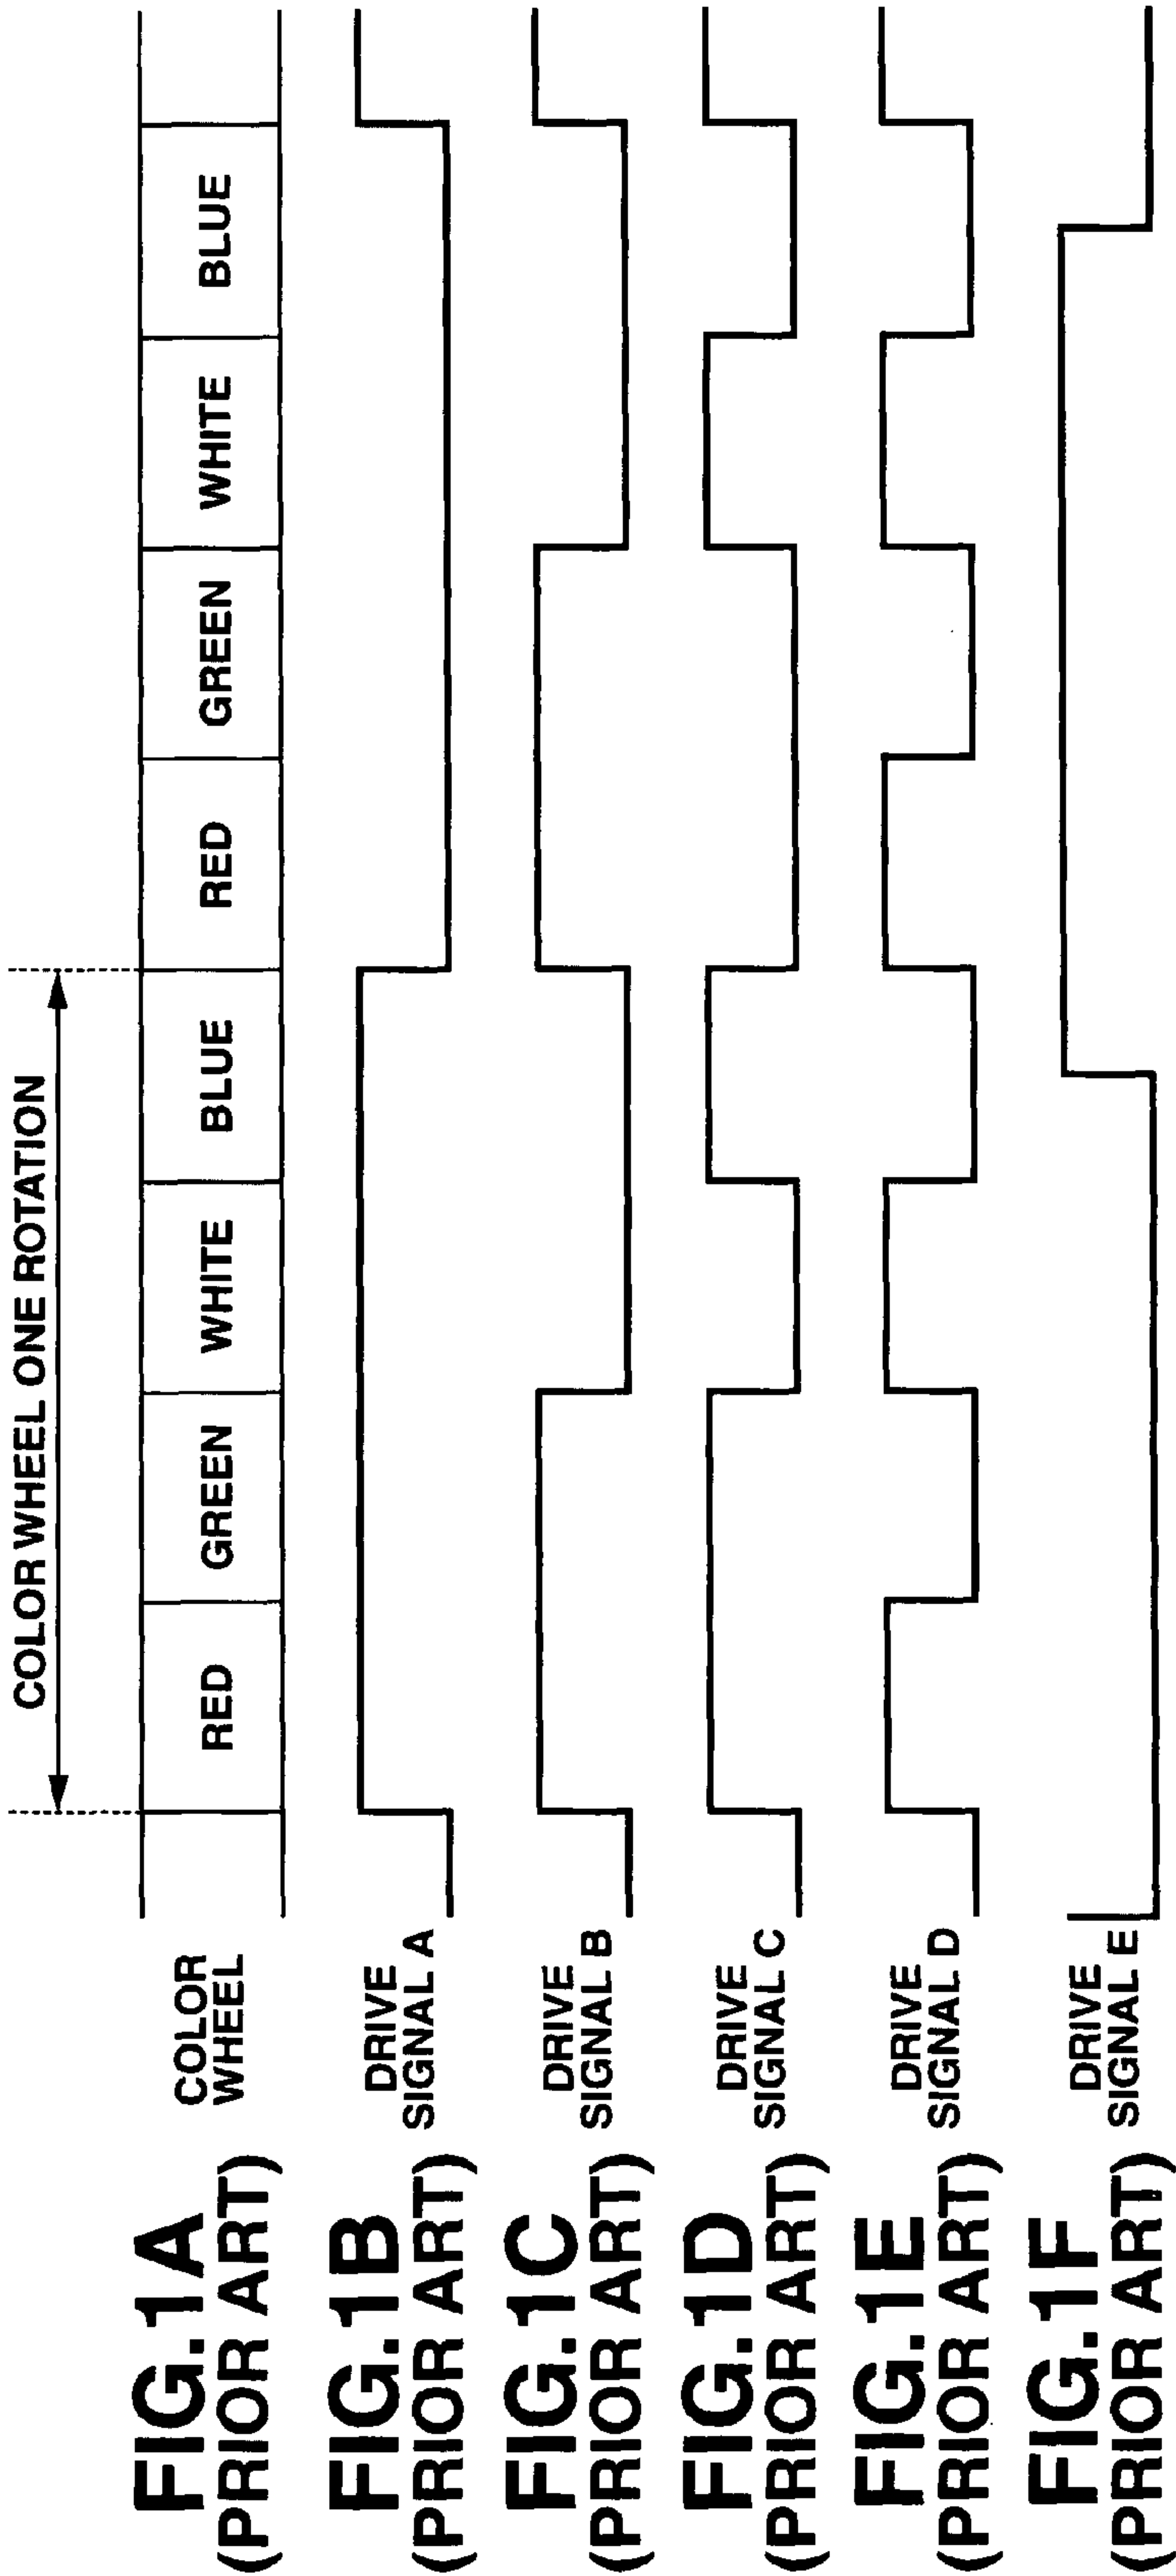 COLOR WHEEL ONE ROTATION
FIG.1A
(PRIOR ART)
COLOR
WHEEL
RED
GREEN
WHITE
BLUE
RED
GREEN
WHITE
BLUE
FIG.1B
(PRIOR ART)
DRIVE
SIGNAL A
FIG.1C
(PRIOR ART)
DRIVE
SIGNAL B
FIG.1D
(PRIOR ART)
DRIVE
SIGNAL C
FIG.1E
(PRIOR ART)
DRIVE
SIGNAL D
FIG.1F
(PRIOR ART)
DRIVE
SIGNAL E